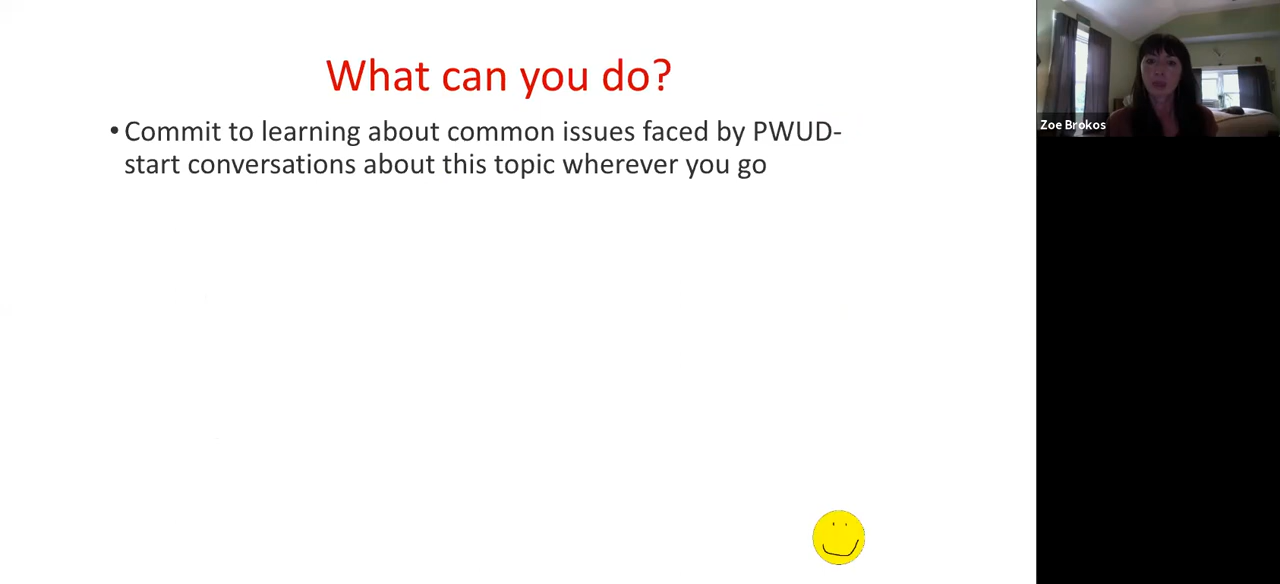 What can you do?
• Commit to learning about common issues faced by PWUD-
start conversations about this topic wherever you go
Zoe Brokos